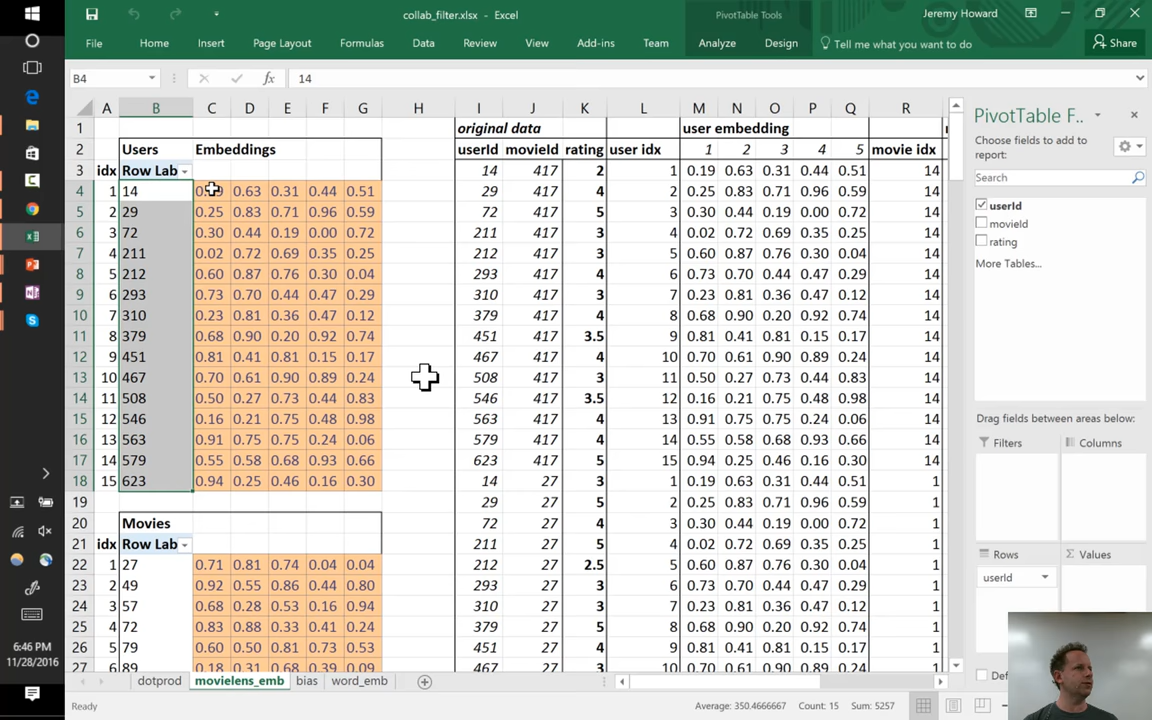 collab_filter.xlsx - Excel
PivotTable Tools
Jeremy Howard
File Home Insert Page Layout Formulas Data Review View Add-ins Team Analyze Design Tell me what you want to do Share
B4 fx 14
PivotTable F..
Choose fields to add to report:
Search
userId
movieId
rating
More Tables...
Drag fields between areas below:
Filters Columns
Rows Values
userId
A B C D E F G H I J K L M N O P Q R
1 original data user embedding
2 Users Embeddings userId movieId rating user idx 1 2 3 4 5 movie idx
3 idx Row Lab 14 417 2 1 0.19 0.63 0.31 0.44 0.51 14
4 1 14 0.63 0.31 0.44 0.51 29 417 4 2 0.25 0.83 0.71 0.96 0.59 14
5 2 29 0.25 0.83 0.71 0.96 0.59 72 417 5 3 0.30 0.44 0.19 0.00 0.72 14
6 3 72 0.30 0.44 0.19 0.00 0.72 211 417 3 4 0.02 0.72 0.69 0.35 0.25 14
7 4 211 0.02 0.72 0.69 0.35 0.25 212 417 3 5 0.60 0.87 0.76 0.30 0.04 14
8 5 212 0.60 0.87 0.76 0.30 0.04 293 417 4 6 0.73 0.70 0.44 0.47 0.29 14
9 6 293 0.73 0.70 0.44 0.47 0.29 310 417 3 7 0.23 0.81 0.36 0.47 0.12 14
10 7 310 0.23 0.81 0.36 0.47 0.12 379 417 4 8 0.68 0.90 0.20 0.92 0.74 14
11 8 379 0.68 0.90 0.20 0.92 0.74 451 417 3.5 9 0.81 0.41 0.81 0.15 0.17 14
12 9 451 0.81 0.41 0.81 0.15 0.17 467 417 4 10 0.70 0.61 0.90 0.89 0.24 14
13 10 467 0.70 0.61 0.90 0.89 0.24 508 417 3 11 0.50 0.27 0.73 0.44 0.83 14
14 11 508 0.50 0.27 0.73 0.44 0.83 546 417 3.5 12 0.16 0.21 0.75 0.48 0.98 14
15 12 546 0.16 0.21 0.75 0.48 0.98 563 417 4 13 0.91 0.75 0.75 0.24 0.06 14
16 13 563 0.91 0.75 0.75 0.24 0.06 579 417 4 14 0.55 0.58 0.68 0.93 0.66 14
17 14 579 0.55 0.58 0.68 0.93 0.66 623 417 5 15 0.94 0.25 0.46 0.16 0.30 14
18 15 623 0.94 0.25 0.46 0.16 0.30 14 27 3 1 0.19 0.63 0.31 0.44 0.51 1
19 29 27 5 2 0.25 0.83 0.71 0.96 0.59 1
20 Movies 72 27 4 3 0.30 0.44 0.19 0.00 0.72 1
21 idx Row Lab 211 27 5 4 0.02 0.72 0.69 0.35 0.25 1
22 1 27 0.71 0.81 0.74 0.04 0.04 212 27 2.5 5 0.60 0.87 0.76 0.30 0.04 1
23 2 49 0.92 0.55 0.86 0.44 0.80 293 27 3 6 0.73 0.70 0.44 0.47 0.29 1
24 3 57 0.68 0.28 0.53 0.16 0.94 310 27 3 7 0.23 0.81 0.36 0.47 0.12 1
25 4 72 0.83 0.88 0.33 0.41 0.24 379 27 5 8 0.68 0.90 0.20 0.92 0.74 1
26 5 79 0.60 0.50 0.81 0.73 0.53 451 27 4 9 0.81 0.41 0.81 0.15 0.17 1
27 6 89 0.18 0.31 0.68 0.39 0.09 467 27 3 10 0.70 0.61 0.90 0.89 0.24 1
dotprod movielens_emb bias word_emb
Ready Average: 350.4666667 Count: 15 Sum: 5257
6:46 PM
11/28/2016